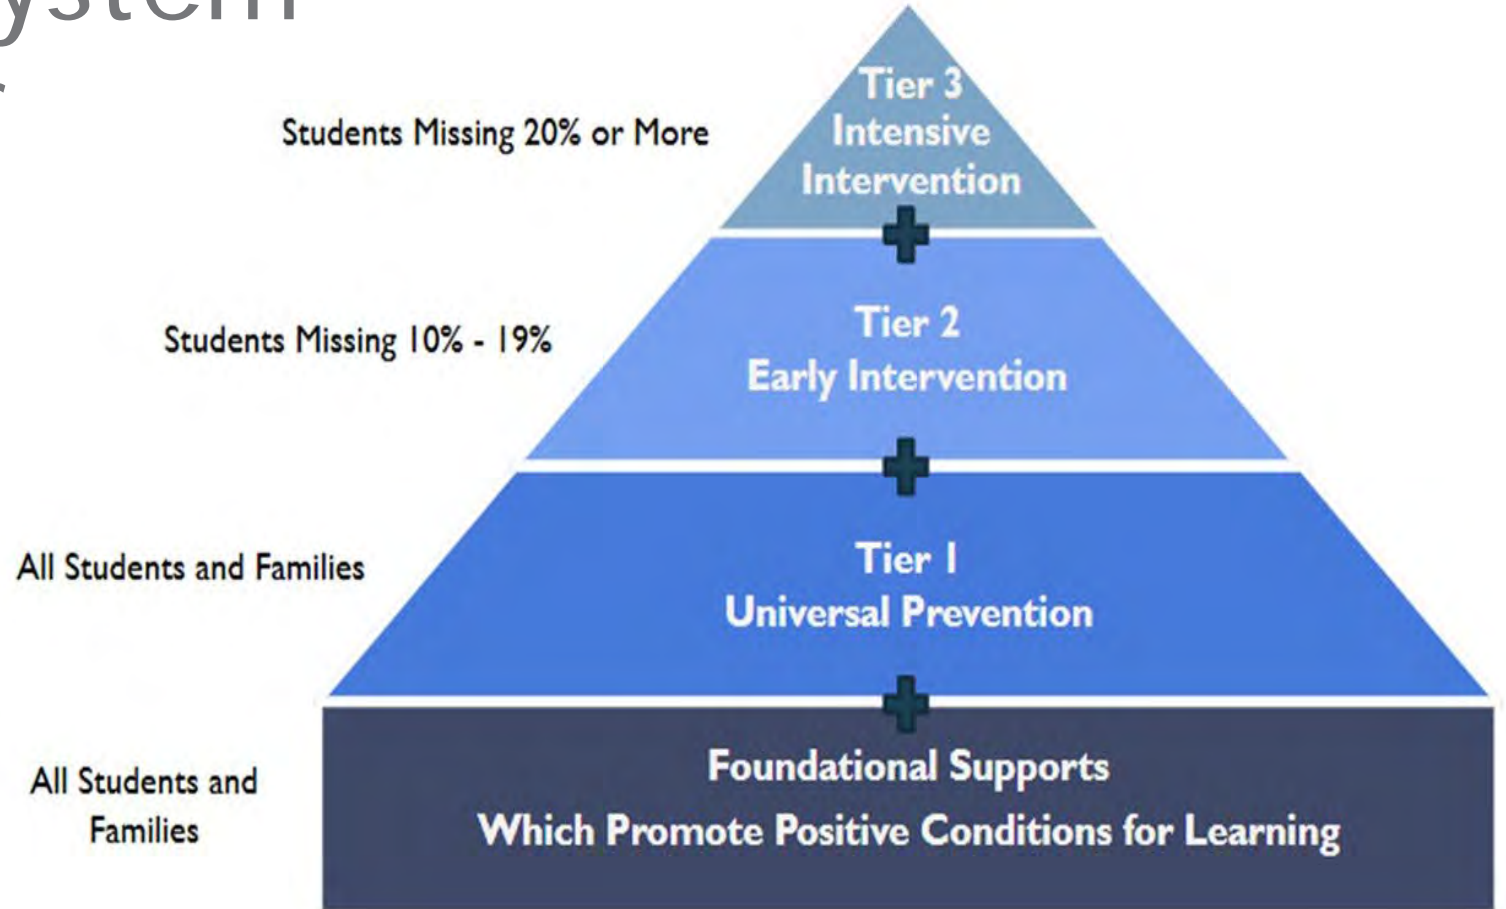 Tier 3
Intensive
Intervention
Students Missing 20% or More
Tier 2
Early Intervention
Students Missing 10% - 19%
Tier 1
Universal Prevention
All Students and Families
Foundational Supports
Which Promote Positive Conditions for Learning
All Students and
Families